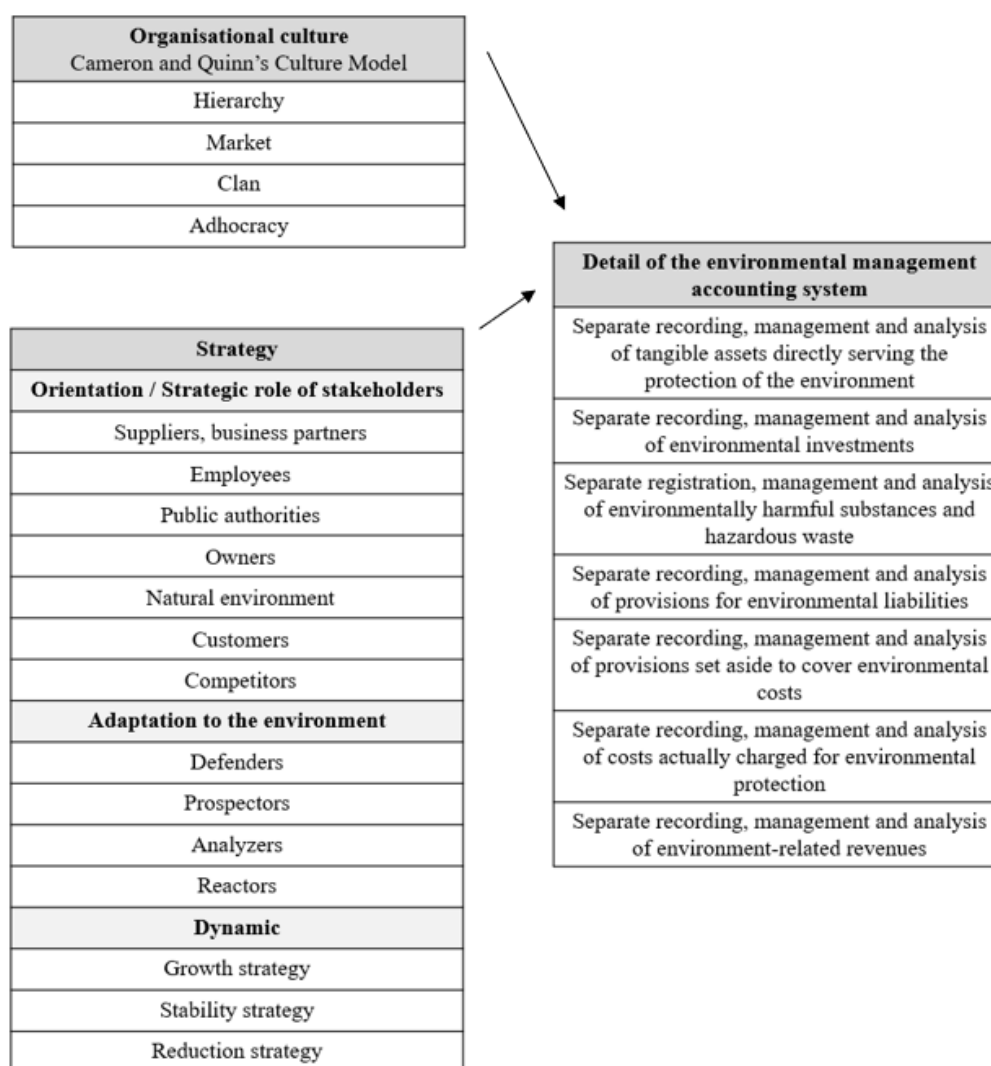 Organisational culture
Cameron and Quinn's Culture Model
Hierarchy
Market
Clan
Adhocracy
Strategy
Orientation / Strategic role of stakeholders
Suppliers, business partners
Employees
Public authorities
Owners
Natural environment
Customers
Competitors
Adaptation to the environment
Defenders
Prospectors
Analyzers
Reactors
Dynamic
Growth strategy
Stability strategy
Reduction strategy
Detail of the environmental management
accounting system
Separate recording, management and analysis
of tangible assets directly serving the
protection of the environment
Separate recording, management and analysis
of environmental investments
Separate registration, management and analysis
of environmentally harmful substances and
hazardous waste
Separate recording, management and analysis
of provisions for environmental liabilities
Separate recording, management and analysis
of provisions set aside to cover environmental
costs
Separate recording, management and analysis
of costs actually charged for environmental
protection
Separate recording, management and analysis
of environment-related revenues